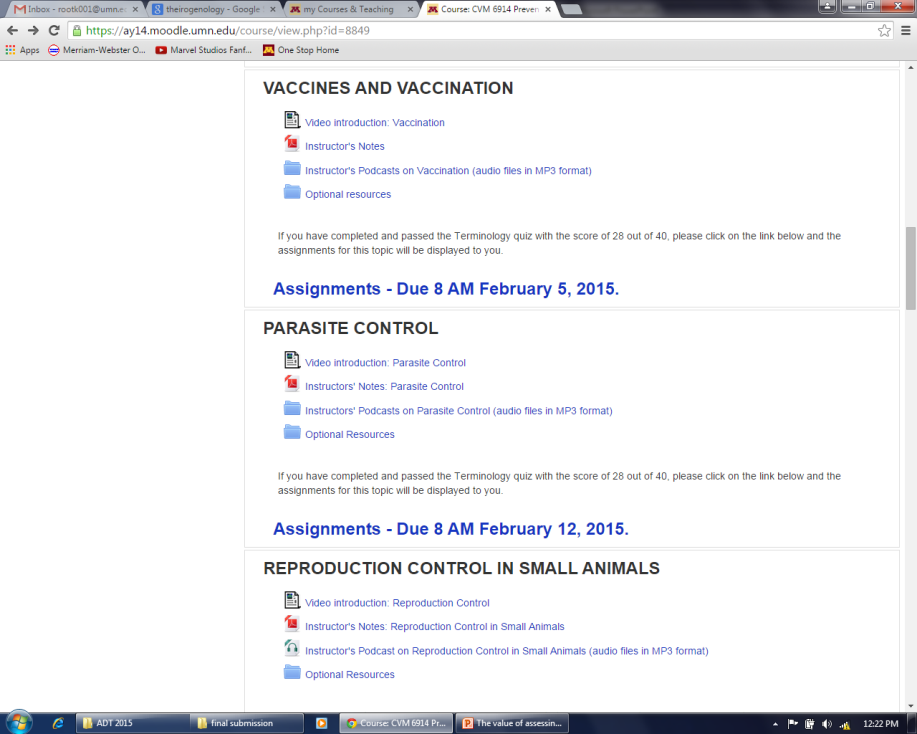 Inbox - rootk001@umn.e
theirogenology - Google
my Courses & Teaching
Course: CVM 6914 Preven
https://ay14.moodle.umn.edu/course/view.php?id=8849
Apps Merriam-Webster O... Marvel Studios Fanf... One Stop Home
VACCINES AND VACCINATION
Video introduction: Vaccination
Instructor's Notes
Instructor's Podcasts on Vaccination (audio files in MP3 format)
Optional resources
If you have completed and passed the Terminology quiz with the score of 28 out of 40, please click on the link below and the
assignments for this topic will be displayed to you.
Assignments - Due 8 AM February 5, 2015.
PARASITE CONTROL
Video introduction: Parasite Control
Instructors' Notes: Parasite Control
Instructors' Podcasts on Parasite Control (audio files in MP3 format)
Optional Resources
If you have completed and passed the Terminology quiz with the score of 28 out of 40, please click on the link below and the
assignments for this topic will be displayed to you.
Assignments - Due 8 AM February 12, 2015.
REPRODUCTION CONTROL IN SMALL ANIMALS
Video introduction: Reproduction Control
Instructor's Notes: Reproduction Control in Small Animals
Instructor's Podcast on Reproduction Control in Small Animals (audio files in MP3 format)
Optional Resources
ADT 2015 final submission Course: CVM 6914 Pr... The value of assessin... 12:22 PM